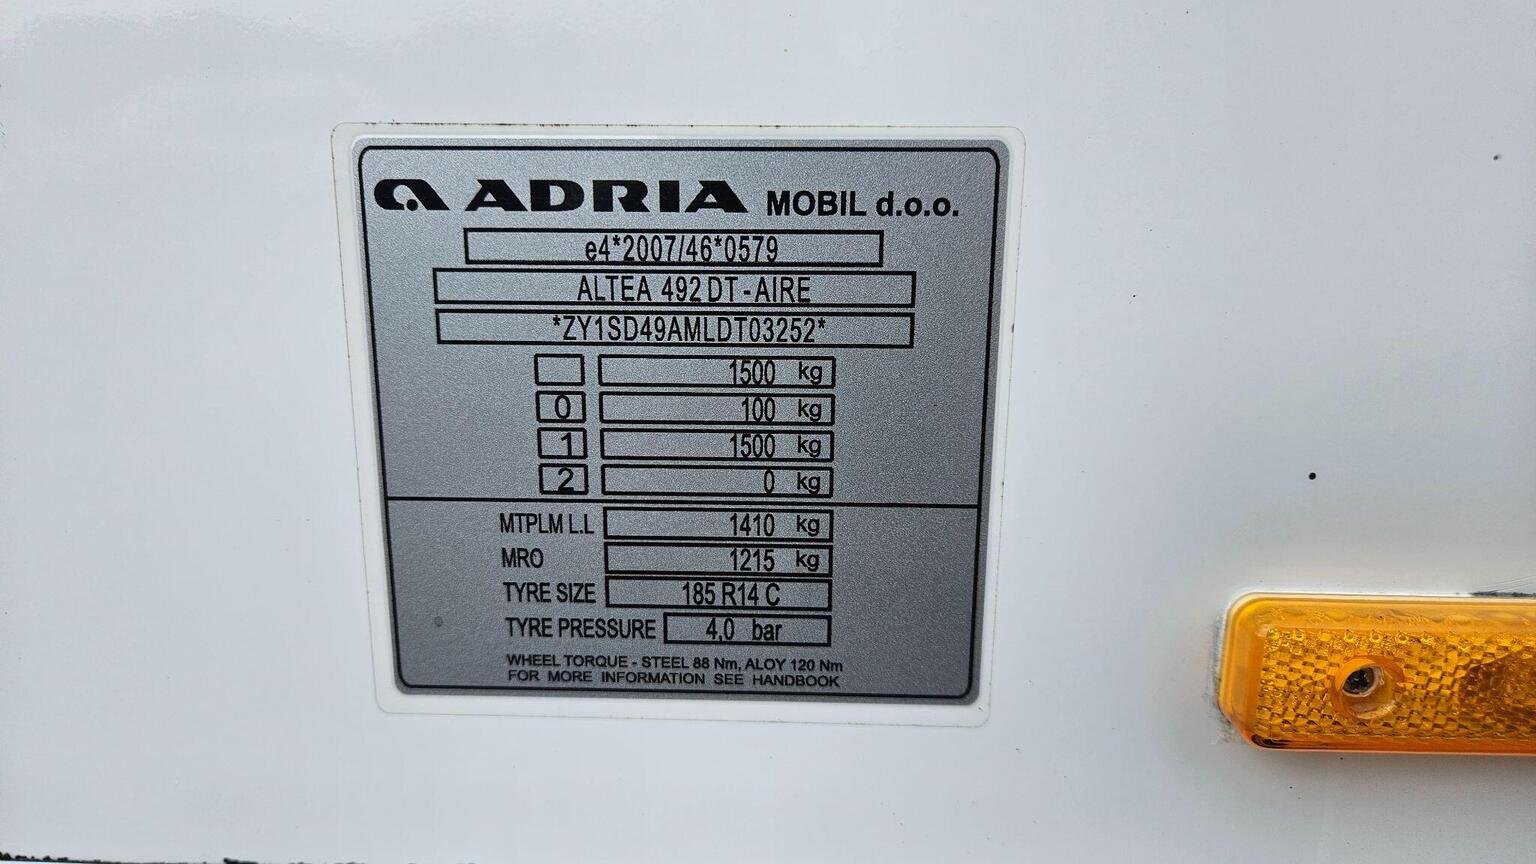 ADRIA MOBIL d.o.o.
e4*2007/46*0579
ALTEA 492 DT - AIRE
*ZY1SD49AMLDT03252*
1500 kg
0 100 kg
1 1500 kg
2 0 kg
MTPLM L.L 1410 kg
MRO 1215 kg
TYRE SIZE 185 R14 C
TYRE PRESSURE 4,0 bar
WHEEL TORQUE - STEEL 88 Nm, ALOY 120 Nm
FOR MORE INFORMATION SEE HANDBOOK